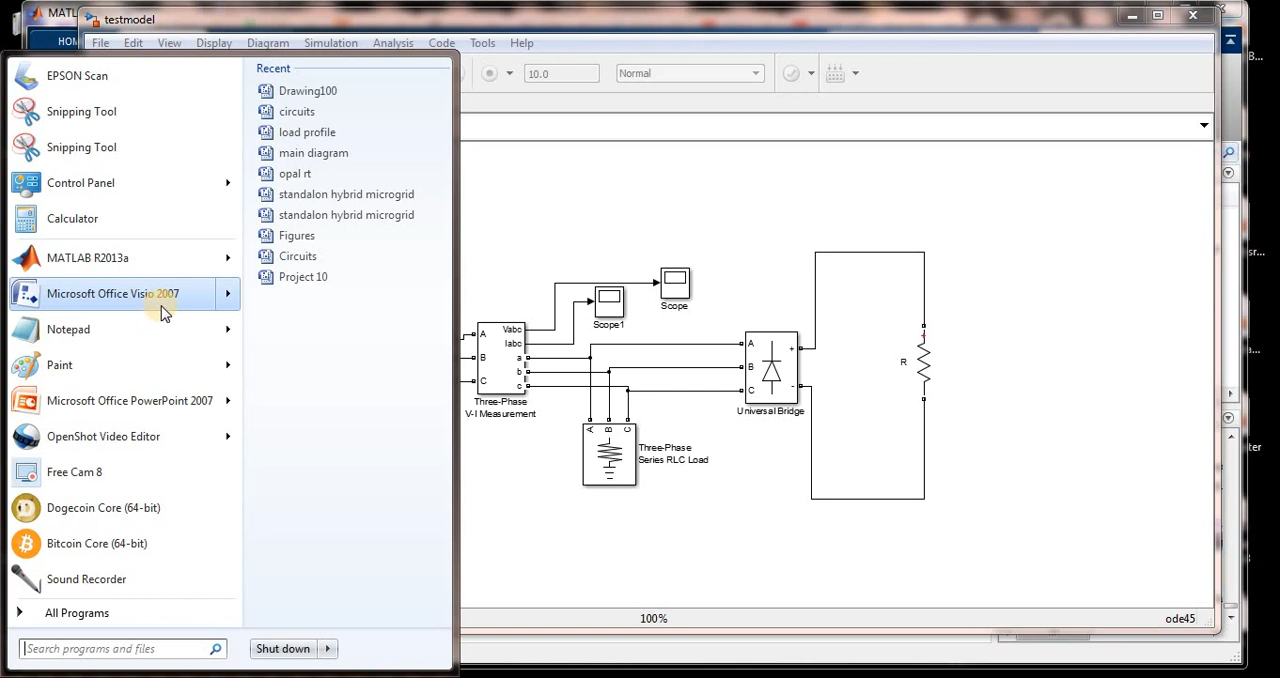 MATL
testmodel
HOM
File Edit View Display Diagram Simulation Analysis Code Tools Help
10.0
Normal
EPSON Scan
Snipping Tool
Snipping Tool
Control Panel
Calculator
MATLAB R2013a
Microsoft Office Visio 2007
Notepad
Paint
Microsoft Office PowerPoint 2007
OpenShot Video Editor
Free Cam 8
Dogecoin Core (64-bit)
Bitcoin Core (64-bit)
Sound Recorder
All Programs
Search programs and files
Shut down
Recent
Drawing100
circuits
load profile
main diagram
opal rt
standalon hybrid microgrid
standalon hybrid microgrid
Figures
Circuits
Project 10
Scope
Scope1
A
B
C
Vabc
Iabc
a
b
c
Three-Phase
V-I Measurement
A B C
Three-Phase
Series RLC Load
A
B
C
+
-
Universal Bridge
+
R
100%
ode45